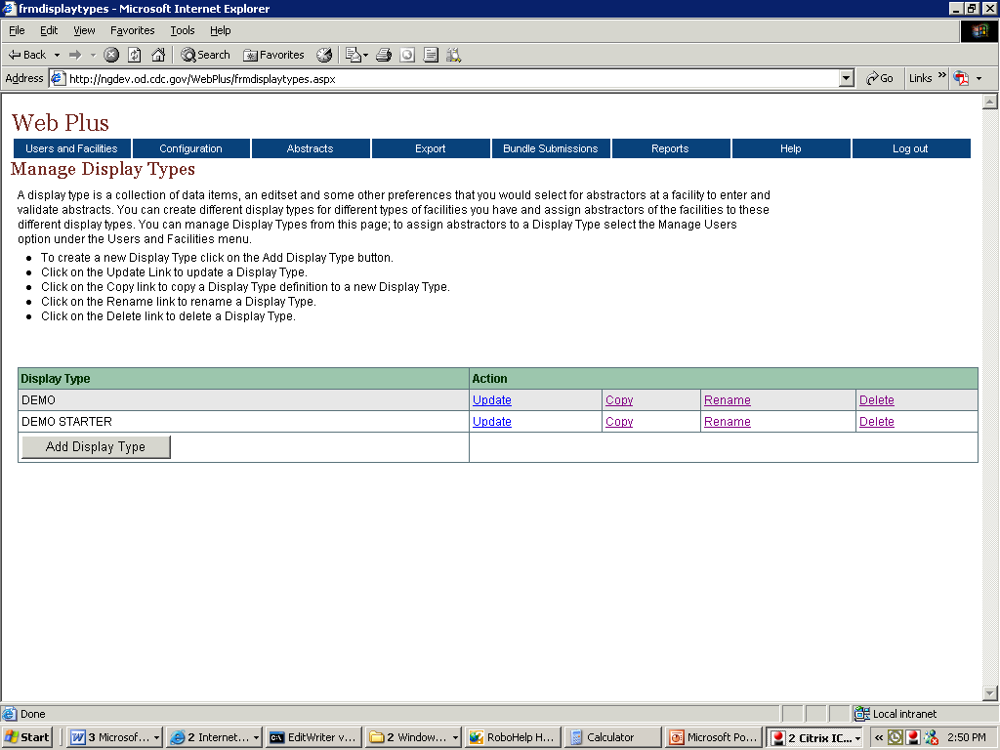 frmdisplaytypes - Microsoft Internet Explorer
File Edit View Favorites Tools Help
Back Search Favorites
Address http://ngdev.od.cdc.gov/WebPlus/frmdisplaytypes.aspx Go Links »
Web Plus
Users and Facilities Configuration Abstracts Export Bundle Submissions Reports Help Log out
Manage Display Types
A display type is a collection of data items, an editset and some other preferences that you would select for abstractors at a facility to enter and
validate abstracts. You can create different display types for different types of facilities you have and assign abstractors of the facilities to these
different display types. You can manage Display Types from this page; to assign abstractors to a Display Type select the Manage Users
option under the Users and Facilities menu.
• To create a new Display Type click on the Add Display Type button.
• Click on the Update Link to update a Display Type.
• Click on the Copy link to copy a Display Type definition to a new Display Type.
• Click on the Rename link to rename a Display Type.
• Click on the Delete link to delete a Display Type.
Display Type Action
DEMO Update Copy Rename Delete
DEMO STARTER Update Copy Rename Delete
Add Display Type
Done Local intranet
Start 3 Microsof... 2 Internet... EditWriter v... 2 Window... RoboHelp H... Calculator Microsoft Po... 2 Citrix IC... « 2:50 PM